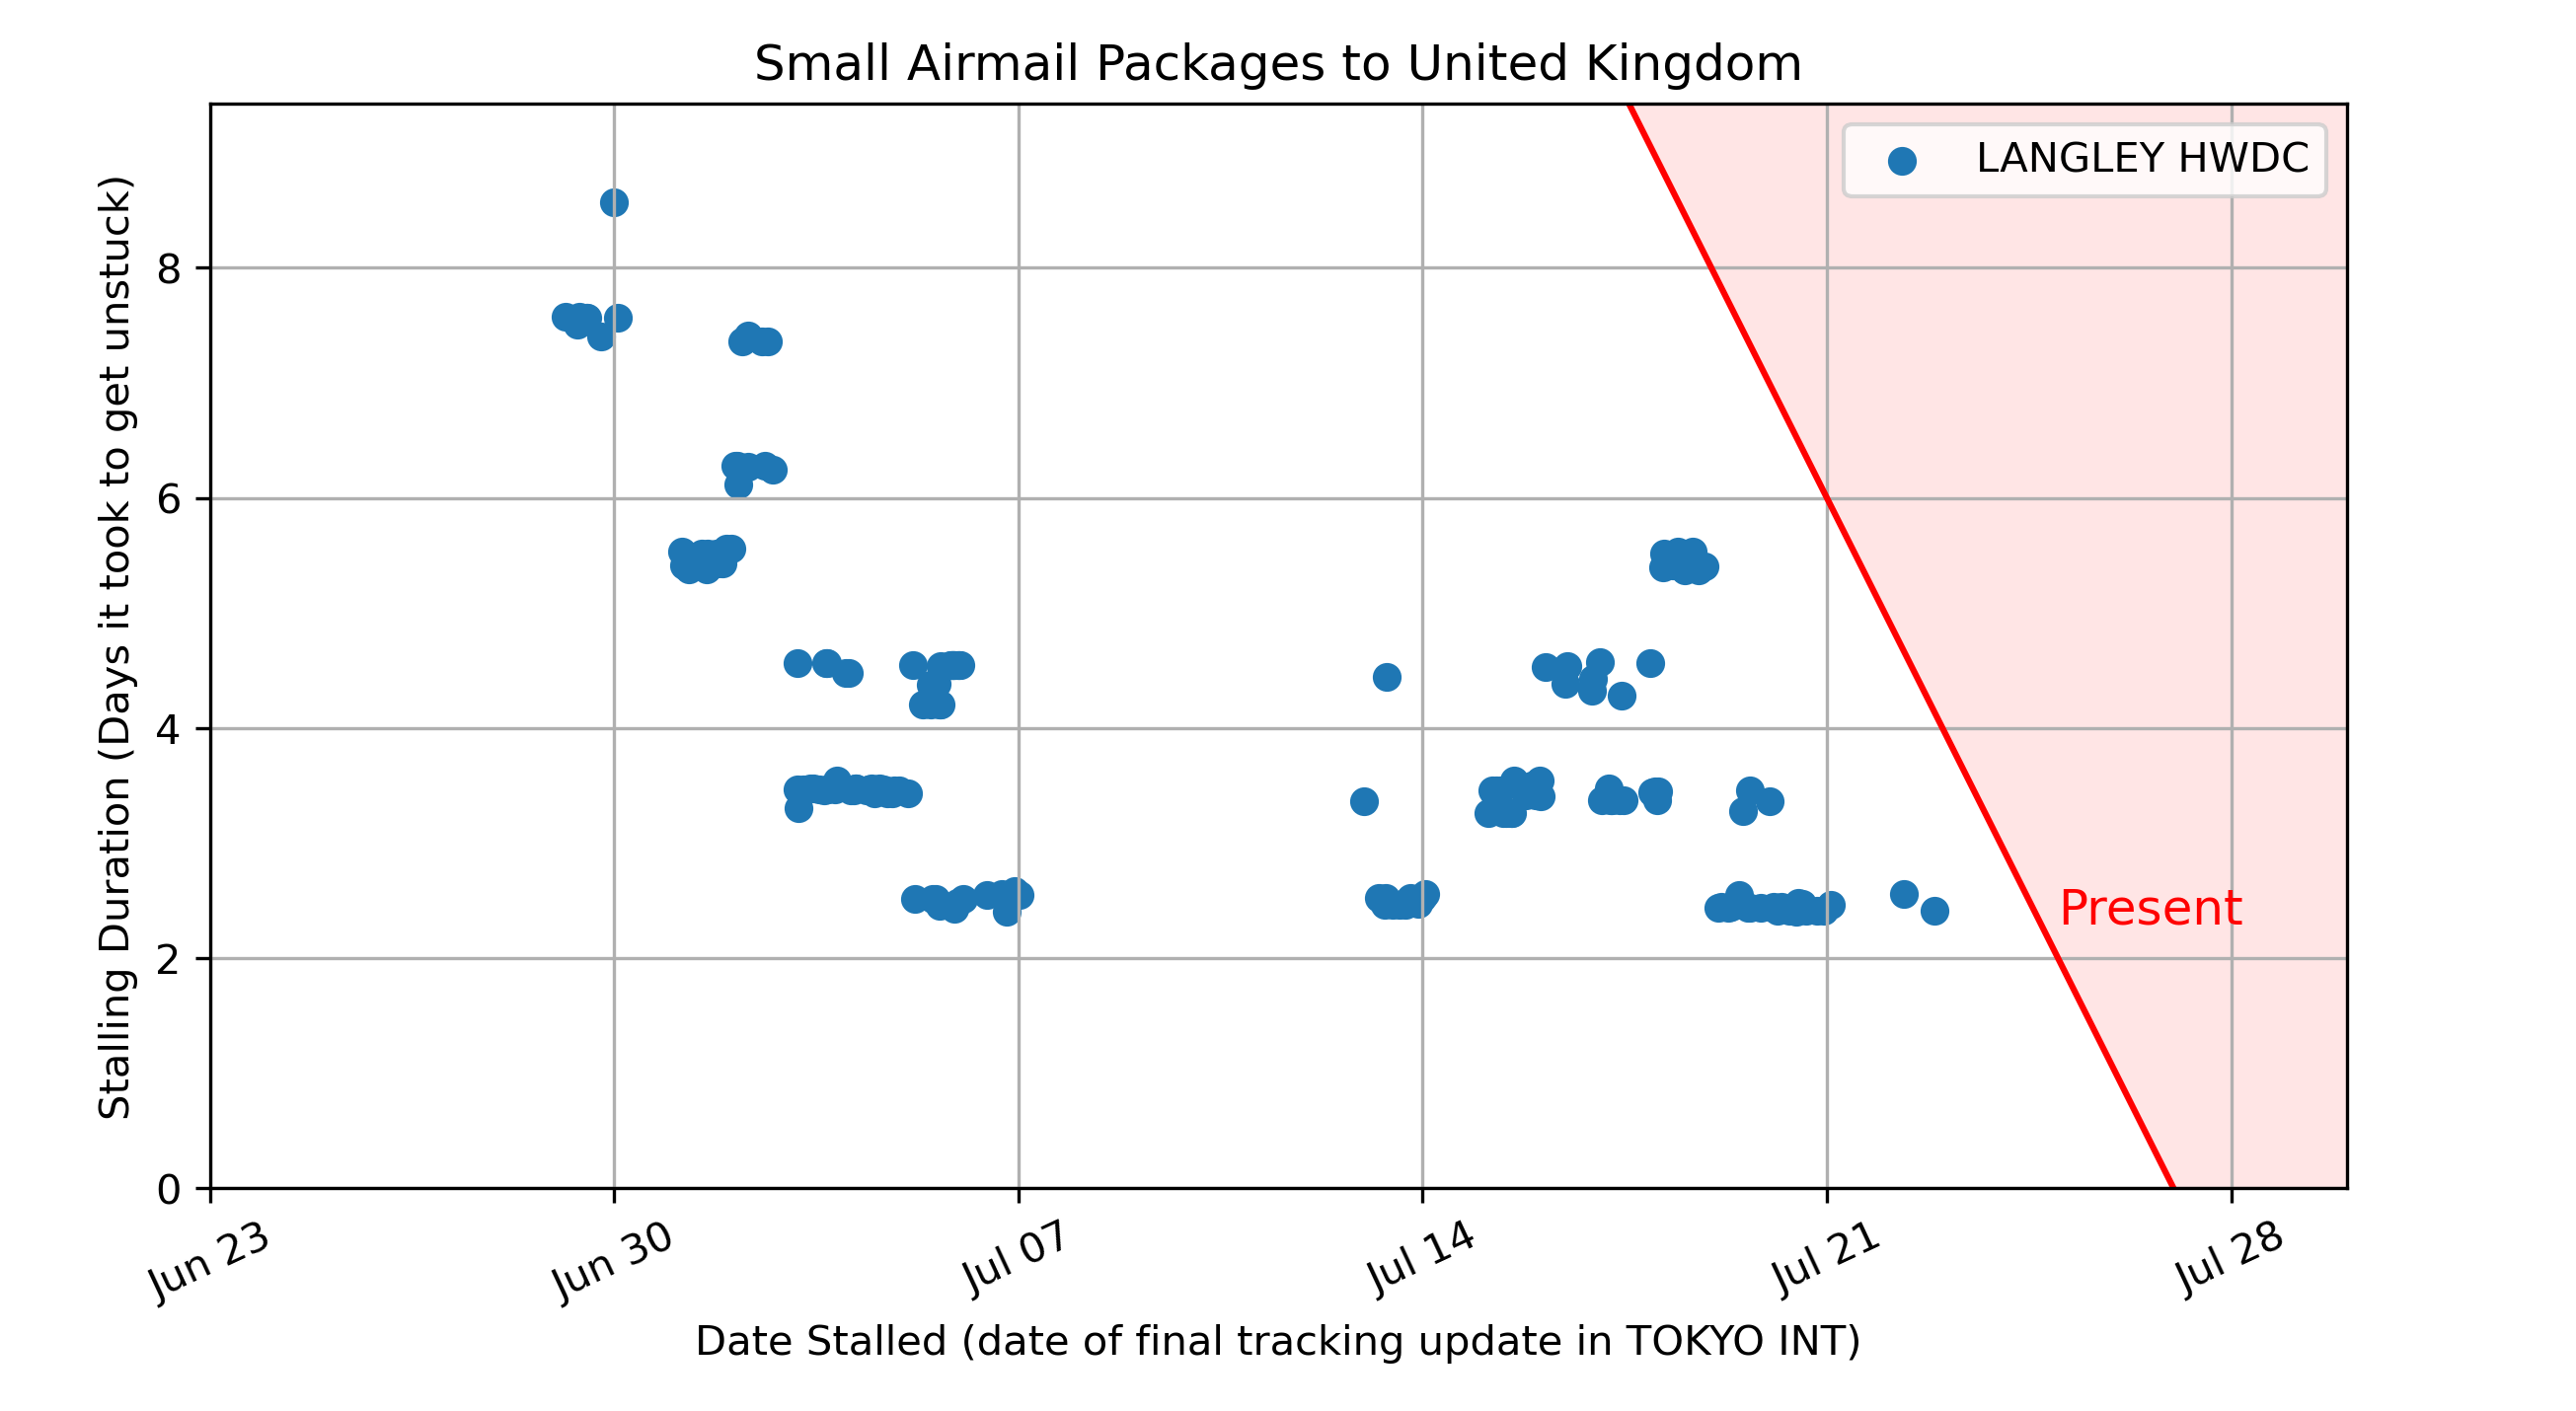 Small Airmail Packages to United Kingdom
LANGLEY HWDC
Stalling Duration (Days it took to get unstuck)
8
6
4
2
0
Present
Jun 23
Jun 30
Jul 07
Jul 14
Jul 21
Jul 28
Date Stalled (date of final tracking update in TOKYO INT)